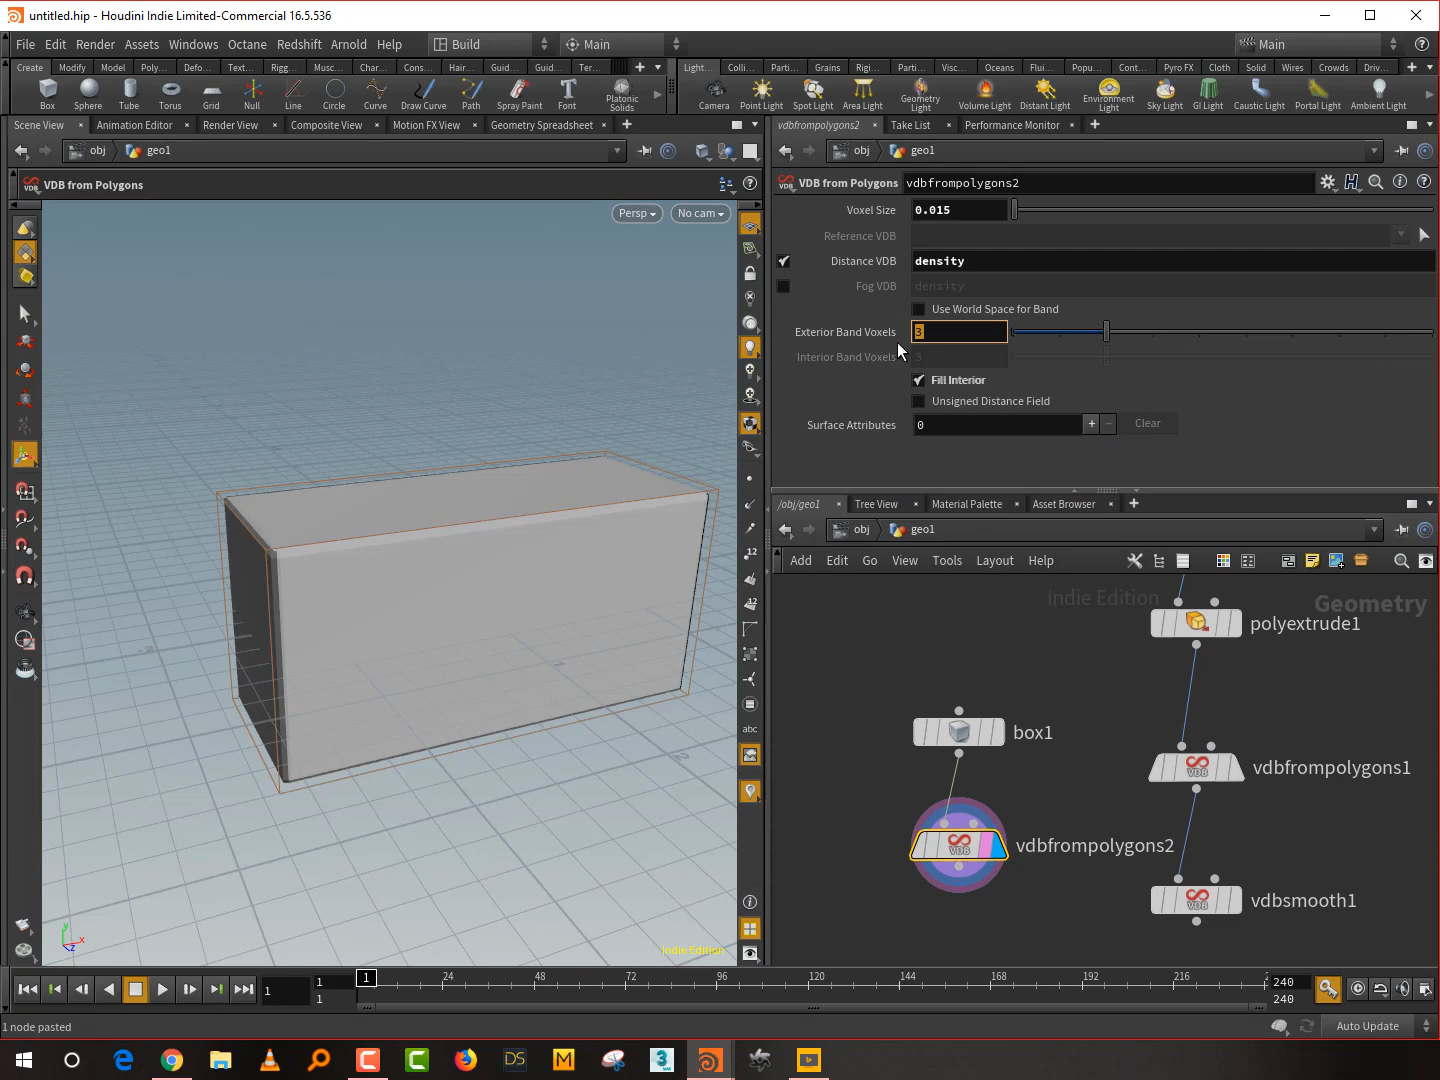 untitled.hip - Houdini Indie Limited-Commercial 16.5.536
File Edit Render Assets Windows Octane Redshift Arnold Help Build Main Main
Create Modify Model Poly... Defo... Text... Rigg... Musc... Char... Cons... Hair... Guid... Guid... Ter...
Light... Colli... Parti... Grains Rigi... Parti... Visc... Oceans Flui... Popu... Cont... Pyro FX Cloth Solid Wires Crowds Driv...
Box Sphere Tube Torus Grid Null Line Circle Curve Draw Curve Path Spray Paint Font Platonic Solids
Camera Point Light Spot Light Area Light Geometry Light Volume Light Distant Light Environment Light Sky Light GI Light Caustic Light Portal Light Ambient Light
Scene View Animation Editor Render View Composite View Motion FX View Geometry Spreadsheet
vdbfrompolygons2 Take List Performance Monitor
obj geo1
obj geo1
VDB from Polygons
Persp No cam
VDB from Polygons vdbfrompolygons2
Voxel Size 0.015
Reference VDB
Distance VDB density
Fog VDB density
Use World Space for Band
Exterior Band Voxels 3
Interior Band Voxels 3
Fill Interior
Unsigned Distance Field
Surface Attributes 0 + - Clear
/obj/geo1 Tree View Material Palette Asset Browser
obj geo1
Add Edit Go View Tools Layout Help
Indie Edition Geometry
polyextrude1
box1
vdbfrompolygons1
vdbfrompolygons2
vdbsmooth1
12
12
abc
y
x
z
Indie Edition
1 1 1 1 24 48 72 96 120 144 168 192 216 240
240
1 node pasted
Auto Update
DS M